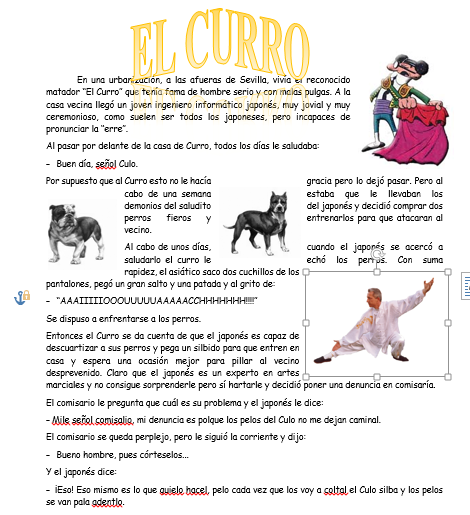 EL CURRO
En una urbanización, a las afueras de Sevilla, vivía el reconocido
matador "El Curro" que tenía fama de hombre serio y con malas pulgas. A la
casa vecina llegó un joven ingeniero informático japonés, muy jovial y muy
ceremonioso, como suelen ser todos los japoneses, pero incapaces de
pronunciar la "erre".
Al pasar por delante de la casa de Curro, todos los días le saludaba:
- Buen día, señol Culo.
Por supuesto que al Curro esto no le hacía gracia pero lo dejó pasar. Pero al
cabo de una semana estaba que le llevaban los
demonios del saludito del japonés y decidió comprar dos
perros fieros y entrenarlos para que atacaran al
vecino.
Al cabo de unos días, cuando el japonés se acercó a
saludarlo el curro le echó los perros. Con suma
rapidez, el asiático saco dos cuchillos de los
pantalones, pegó un gran salto y una patada y al grito de:
- "AAAIIIIIOOOUUUUUAAAAACCHHHHHHH!!!!"
Se dispuso a enfrentarse a los perros.
Entonces el Curro se da cuenta de que el japonés es capaz de
descuartizar a sus perros y pega un silbido para que entren en
casa y espera una ocasión mejor para pillar al vecino
desprevenido. Claro que el japonés es un experto en artes
marciales y no consigue sorprenderle pero sí hartarle y decidió poner una denuncia en comisaría.
El comisario le pregunta que cuál es su problema y el japonés le dice:
- Mile señol comisalio, mi denuncia es polque los pelos del Culo no me dejan caminal.
El comisario se queda perplejo, pero le siguió la corriente y dijo:
- Bueno hombre, pues córteselos...
Y el japonés dice:
- ¡Eso! Eso mismo es lo que quielo hacel, pelo cada vez que los voy a coltal el Culo silba y los pelos
se van pala adentlo.